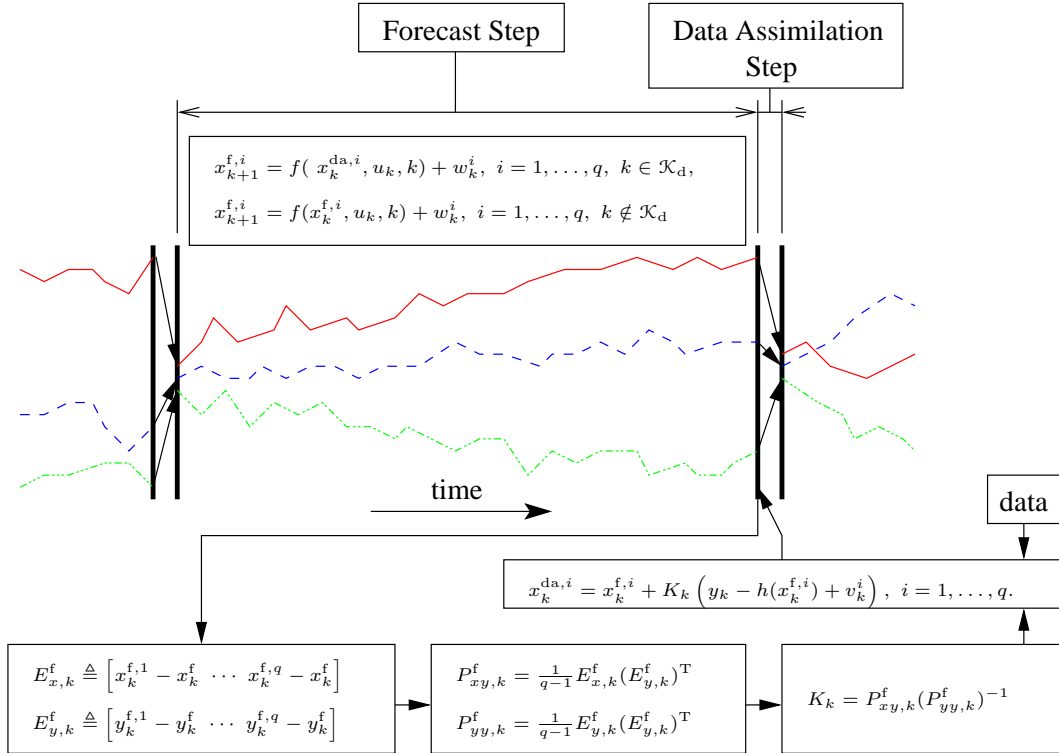 Forecast Step
Data Assimilation
Step
x_{k+1}^{f,i} = f( x_k^{da,i}, u_k, k) + w_k^i, i = 1, . . . , q, k ∈ 𝒦_d,
x_{k+1}^{f,i} = f(x_k^{f,i}, u_k, k) + w_k^i, i = 1, . . . , q, k ∉ 𝒦_d
time
data
x_k^{da,i} = x_k^{f,i} + K_k (y_k − h(x_k^{f,i}) + v_k^i), i = 1, . . . , q.
E_{x,k}^f ≜ [x_k^{f,1} − x_k^f ⋯ x_k^{f,q} − x_k^f]
E_{y,k}^f ≜ [y_k^{f,1} − y_k^f ⋯ y_k^{f,q} − y_k^f]
P_{xy,k}^f = \frac{1}{q−1} E_{x,k}^f (E_{y,k}^f)^T
P_{yy,k}^f = \frac{1}{q−1} E_{y,k}^f (E_{y,k}^f)^T
K_k = P_{xy,k}^f (P_{yy,k}^f)^{−1}